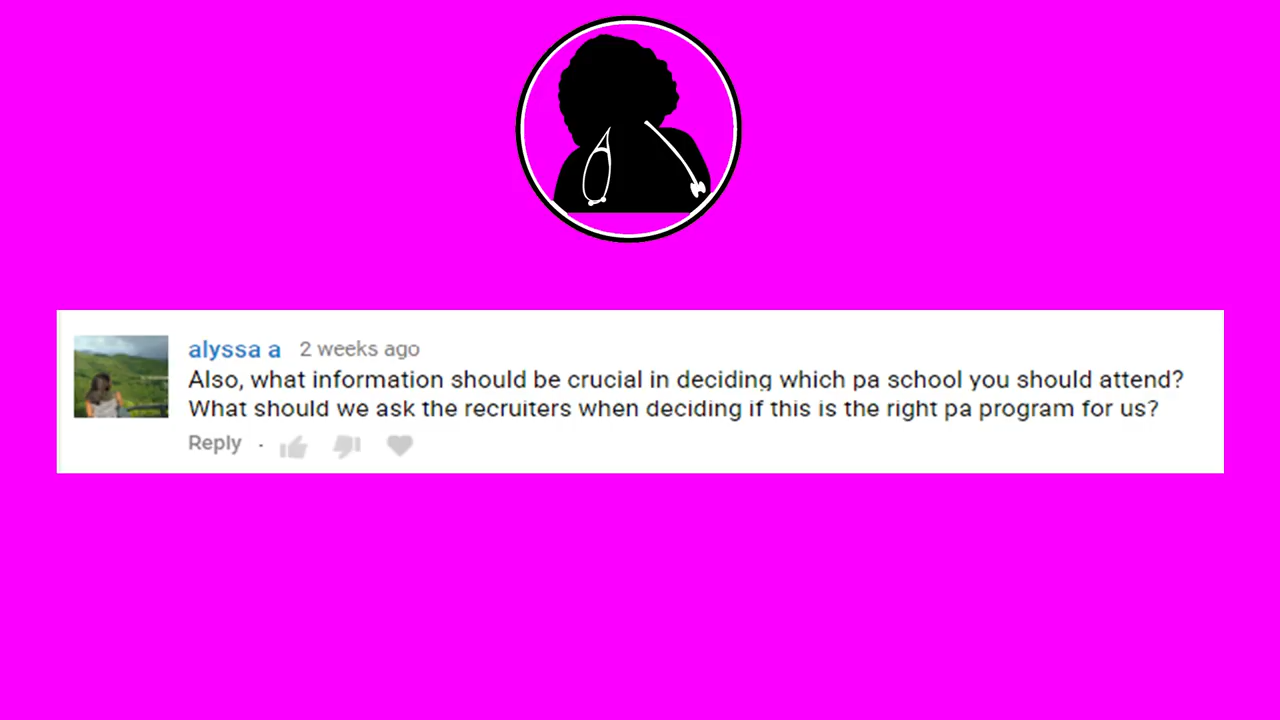 alyssa a 2 weeks ago
Also, what information should be crucial in deciding which pa school you should attend?
What should we ask the recruiters when deciding if this is the right pa program for us?
Reply ·